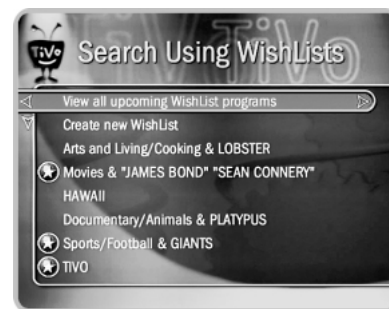 TiVo
Search Using WishLists
View all upcoming WishList programs
Create new WishList
Arts and Living/Cooking & LOBSTER
Movies & "JAMES BOND" "SEAN CONNERY"
HAWAII
Documentary/Animals & PLATYPUS
Sports/Football & GIANTS
TIVO